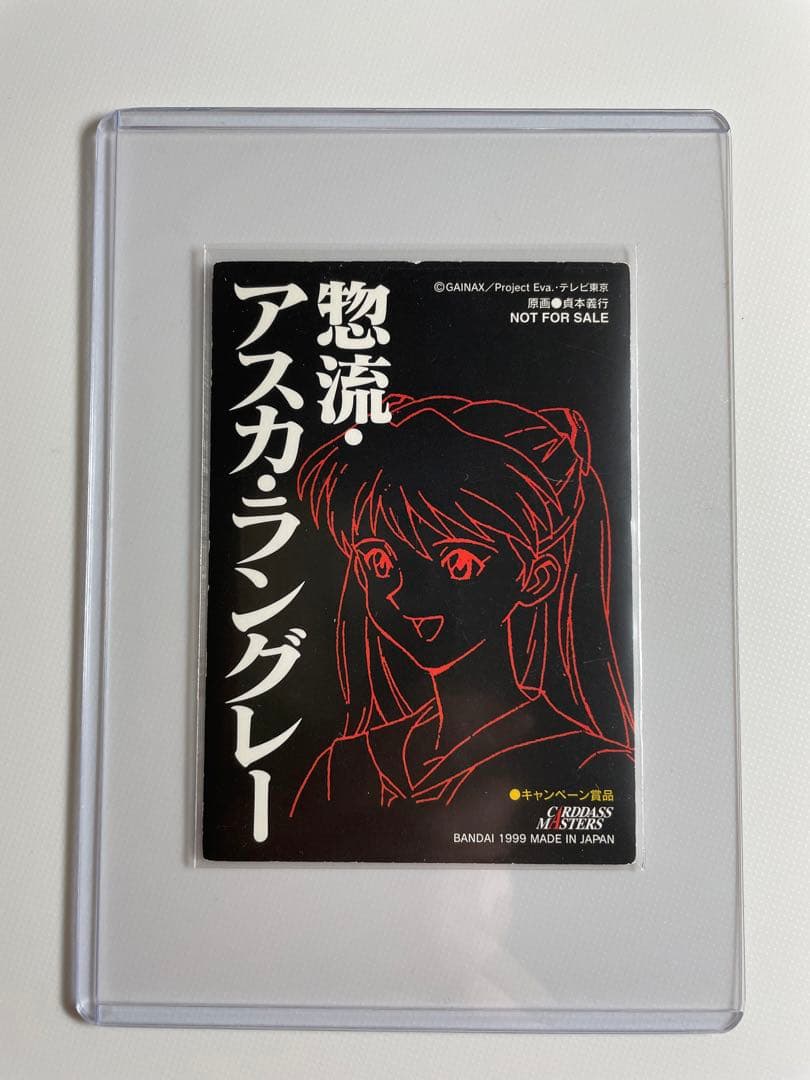 惣流・
アスカ・ラングレー
©GAINAX／Project Eva.・テレビ東京
原画●貞本義行
NOT FOR SALE
●キャンペーン賞品
CARDDASS
MASTERS
BANDAI 1999 MADE IN JAPAN